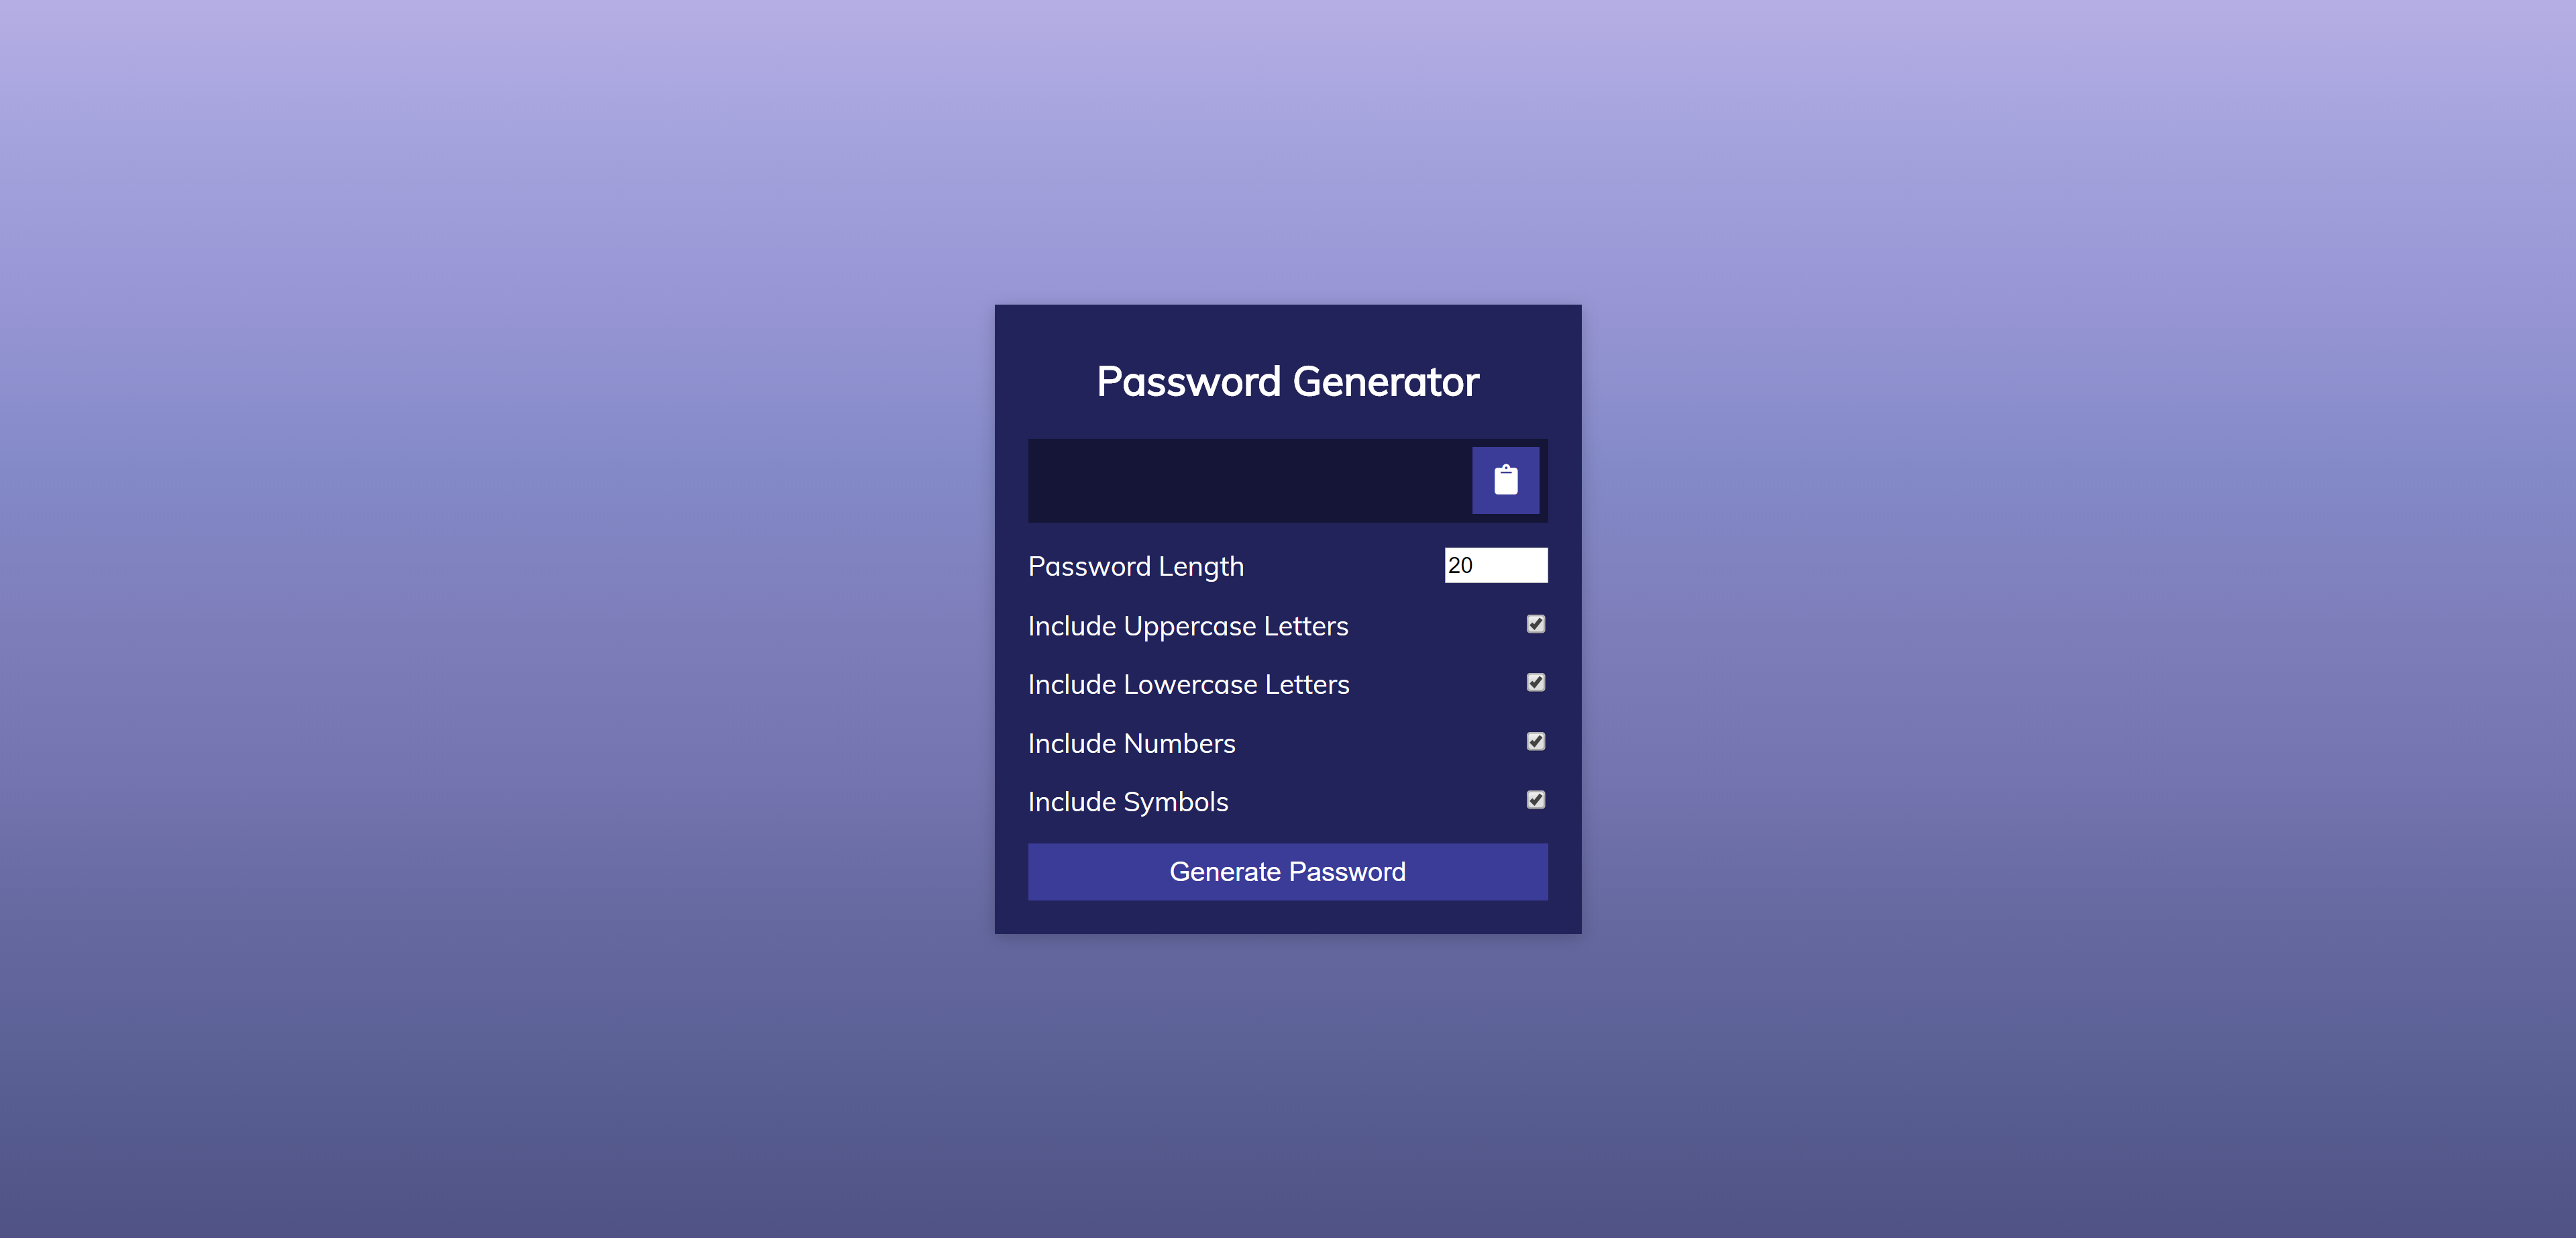 Password Generator
Password Length 20
Include Uppercase Letters
Include Lowercase Letters
Include Numbers
Include Symbols
Generate Password